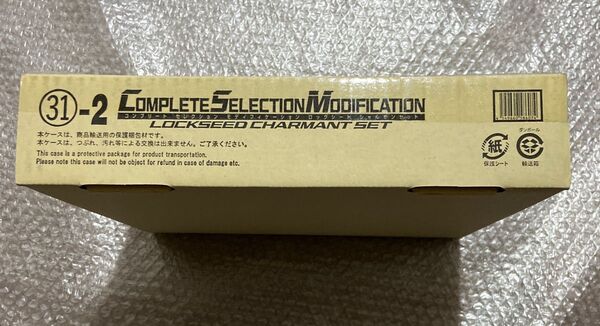 ㉛-2 COMPLETE SELECTION MODIFICATION
コンプリート セレクション モディフィケーション ロックシード シャルモンセット
LOCKSEED CHARMANT SET
本ケースは、商品輸送用の保護梱包材です。
本ケースは、つぶれ、汚れ等による交換は出来ません。ご了承ください。
This case is a protective package for product transportation.
Please note this case will not be object for refund in case of damage etc.
紙
保護シート
ダンボール
輸送箱